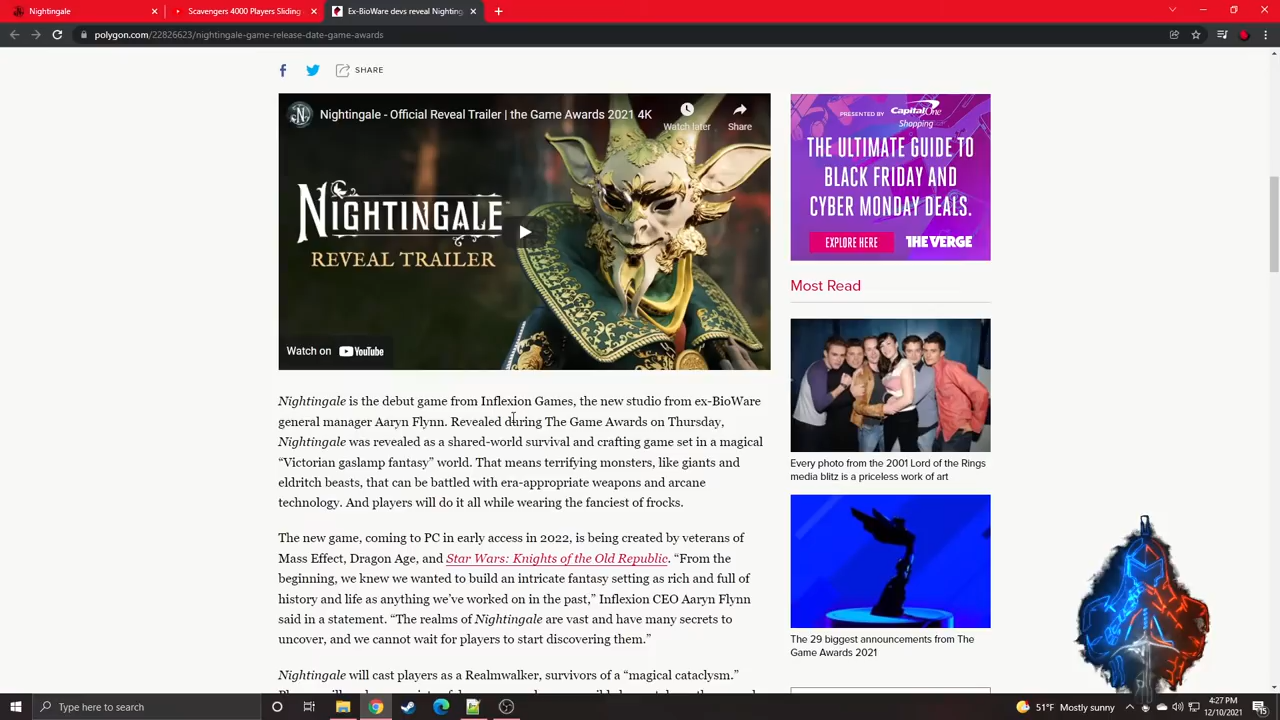 Nightingale
Scavengers 4000 Players Sliding
Ex-BioWare devs reveal Nighting
polygon.com/22826623/nightingale-game-release-date-game-awards
SHARE
Nightingale - Official Reveal Trailer | the Game Awards 2021 4K
Watch later
Share
NIGHTINGALE
REVEAL TRAILER
Watch on YouTube
PRESENTED BY Capital One Shopping
THE ULTIMATE GUIDE TO
BLACK FRIDAY AND
CYBER MONDAY DEALS.
EXPLORE HERE THE VERGE
Most Read
Every photo from the 2001 Lord of the Rings
media blitz is a priceless work of art
The 29 biggest announcements from The
Game Awards 2021
Nightingale is the debut game from Inflexion Games, the new studio from ex-BioWare
general manager Aaryn Flynn. Revealed during The Game Awards on Thursday,
Nightingale was revealed as a shared-world survival and crafting game set in a magical
“Victorian gaslamp fantasy” world. That means terrifying monsters, like giants and
eldritch beasts, that can be battled with era-appropriate weapons and arcane
technology. And players will do it all while wearing the fanciest of frocks.
The new game, coming to PC in early access in 2022, is being created by veterans of
Mass Effect, Dragon Age, and Star Wars: Knights of the Old Republic. “From the
beginning, we knew we wanted to build an intricate fantasy setting as rich and full of
history and life as anything we’ve worked on in the past,” Inflexion CEO Aaryn Flynn
said in a statement. “The realms of Nightingale are vast and have many secrets to
uncover, and we cannot wait for players to start discovering them.”
Nightingale will cast players as a Realmwalker, survivors of a “magical cataclysm.”
Type here to search
51°F Mostly sunny
4:27 PM
12/10/2021
15